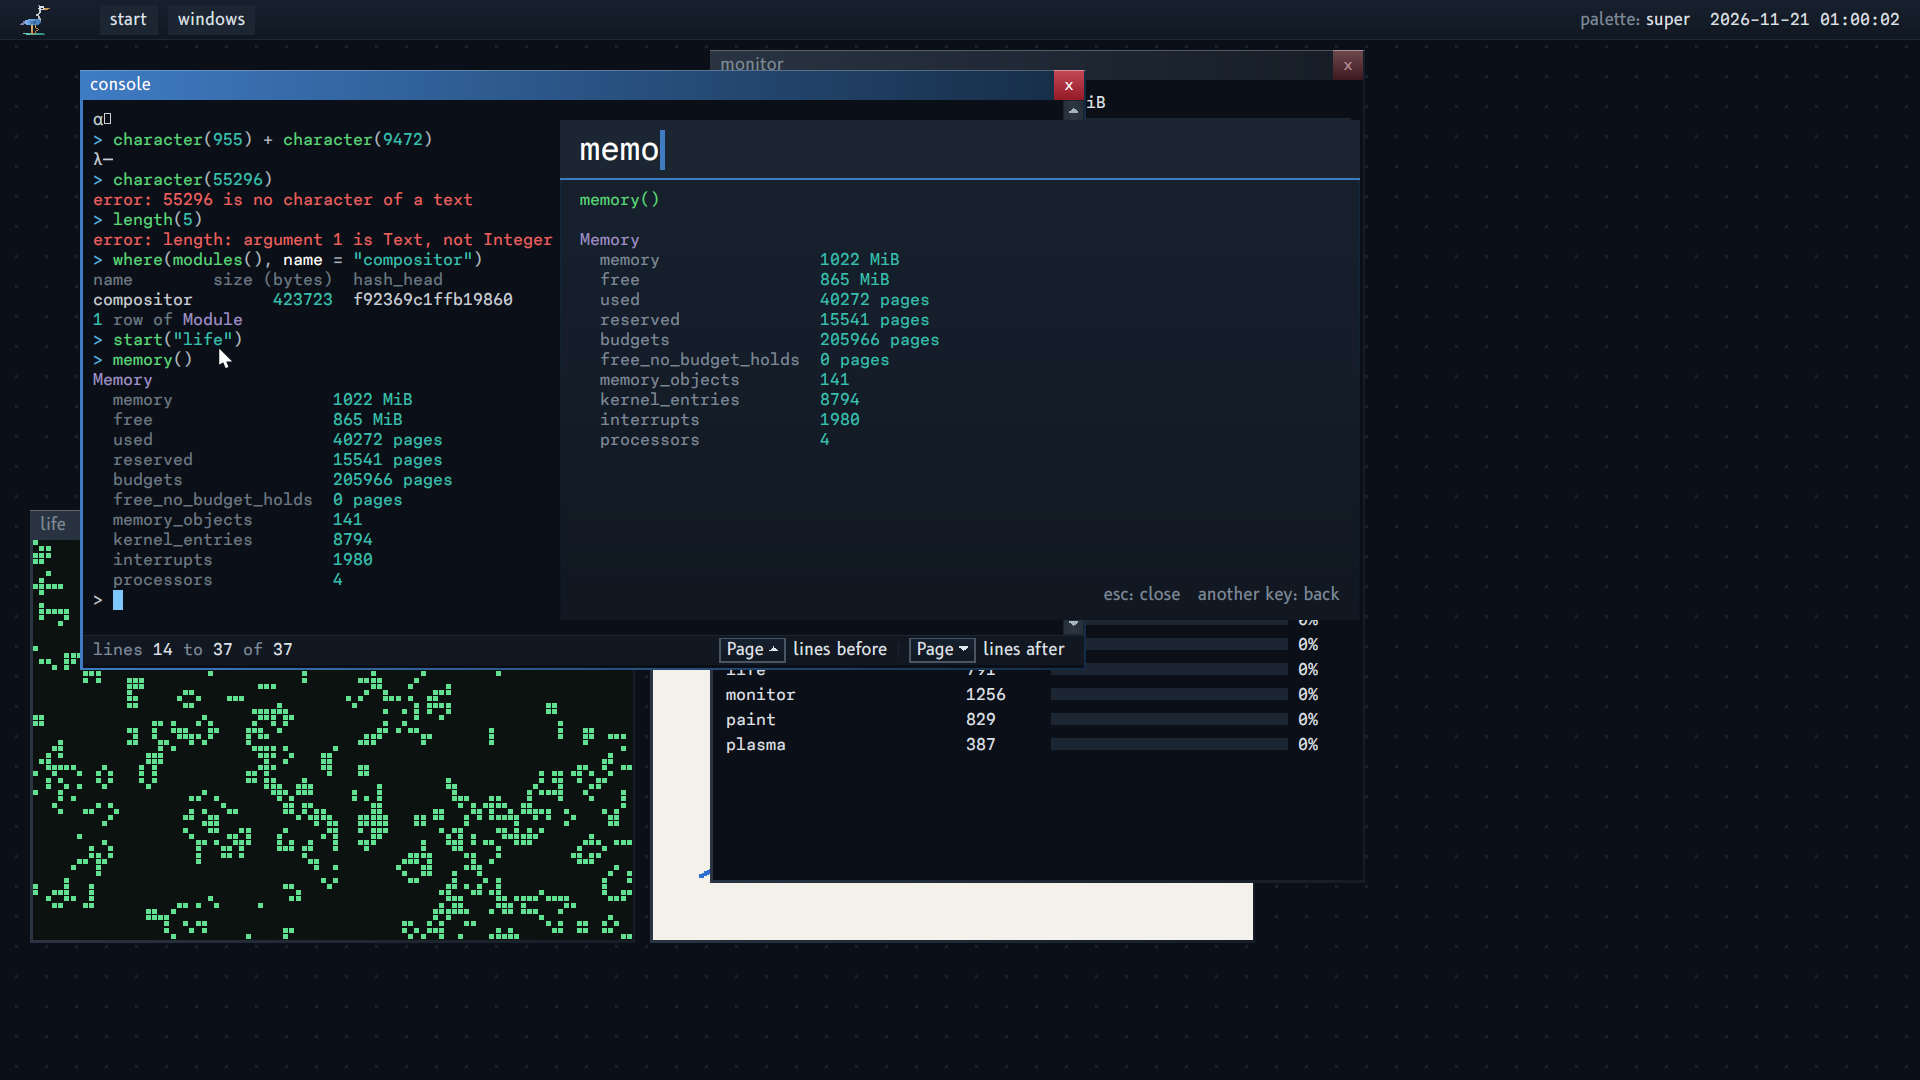 start windows palette: super 2026-11-21 01:00:02
monitor x
console x
iB
α▯
> character(955) + character(9472)
λ─
> character(55296)
error: 55296 is no character of a text
> length(5)
error: length: argument 1 is Text, not Integer
> where(modules(), name = "compositor")
name size (bytes) hash_head
compositor 423723 f92369c1ffb19860
1 row of Module
> start("life")
> memory()
Memory
memory 1022 MiB
free 865 MiB
used 40272 pages
reserved 15541 pages
budgets 205966 pages
free_no_budget_holds 0 pages
memory_objects 141
kernel_entries 8794
interrupts 1980
processors 4
>
lines 14 to 37 of 37 Page lines before Page lines after
memo
memory()
Memory
memory 1022 MiB
free 865 MiB
used 40272 pages
reserved 15541 pages
budgets 205966 pages
free_no_budget_holds 0 pages
memory_objects 141
kernel_entries 8794
interrupts 1980
processors 4
esc: close another key: back
life
0%
0%
life 791 0%
monitor 1256 0%
paint 829 0%
plasma 387 0%